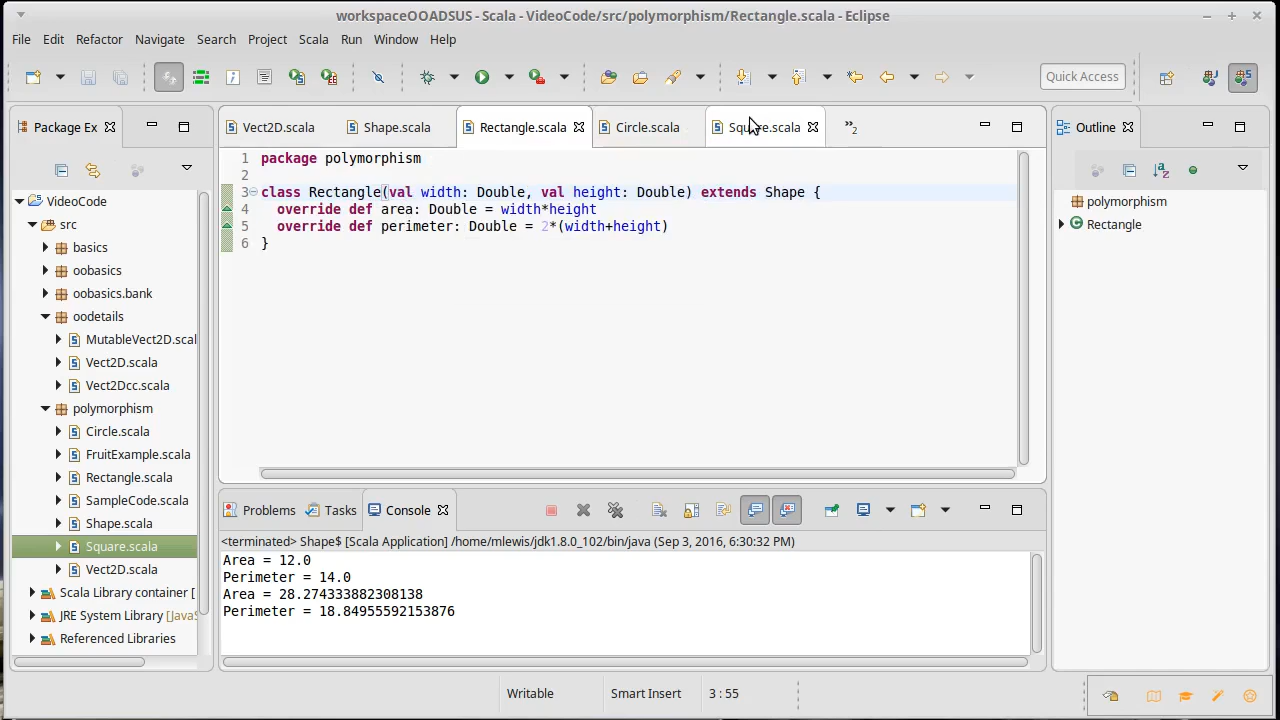 workspaceOOADSUS - Scala - VideoCode/src/polymorphism/Rectangle.scala - Eclipse
File Edit Refactor Navigate Search Project Scala Run Window Help
Quick Access
Package Ex
Vect2D.scala
Shape.scala
Rectangle.scala
Circle.scala
Square.scala
»2
Outline
VideoCode
src
basics
oobasics
oobasics.bank
oodetails
MutableVect2D.scal
Vect2D.scala
Vect2Dcc.scala
polymorphism
Circle.scala
FruitExample.scala
Rectangle.scala
SampleCode.scala
Shape.scala
Square.scala
Vect2D.scala
Scala Library container [
JRE System Library [JavaS
Referenced Libraries
1 package polymorphism
2
3 class Rectangle(val width: Double, val height: Double) extends Shape {
4 override def area: Double = width*height
5 override def perimeter: Double = 2*(width+height)
6 }
polymorphism
Rectangle
Problems Tasks Console
<terminated> Shape$ [Scala Application] /home/mlewis/jdk1.8.0_102/bin/java (Sep 3, 2016, 6:30:32 PM)
Area = 12.0
Perimeter = 14.0
Area = 28.274333882308138
Perimeter = 18.84955592153876
Writable Smart Insert 3 : 55